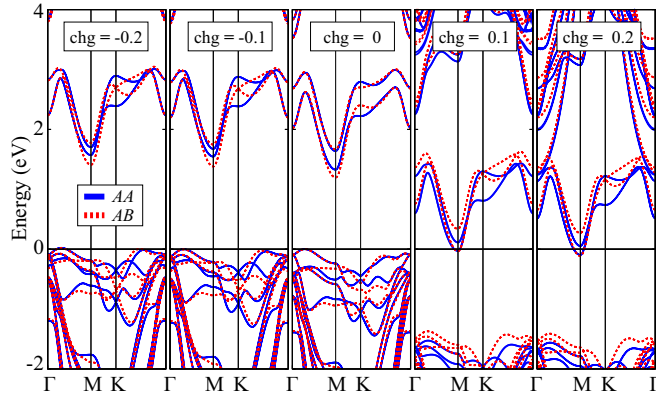 4
2
0
-2
Energy (eV)
chg = -0.2
chg = -0.1
chg = 0
chg = 0.1
chg = 0.2
AA
AB
Γ M K Γ M K Γ M K Γ M K Γ M K Γ